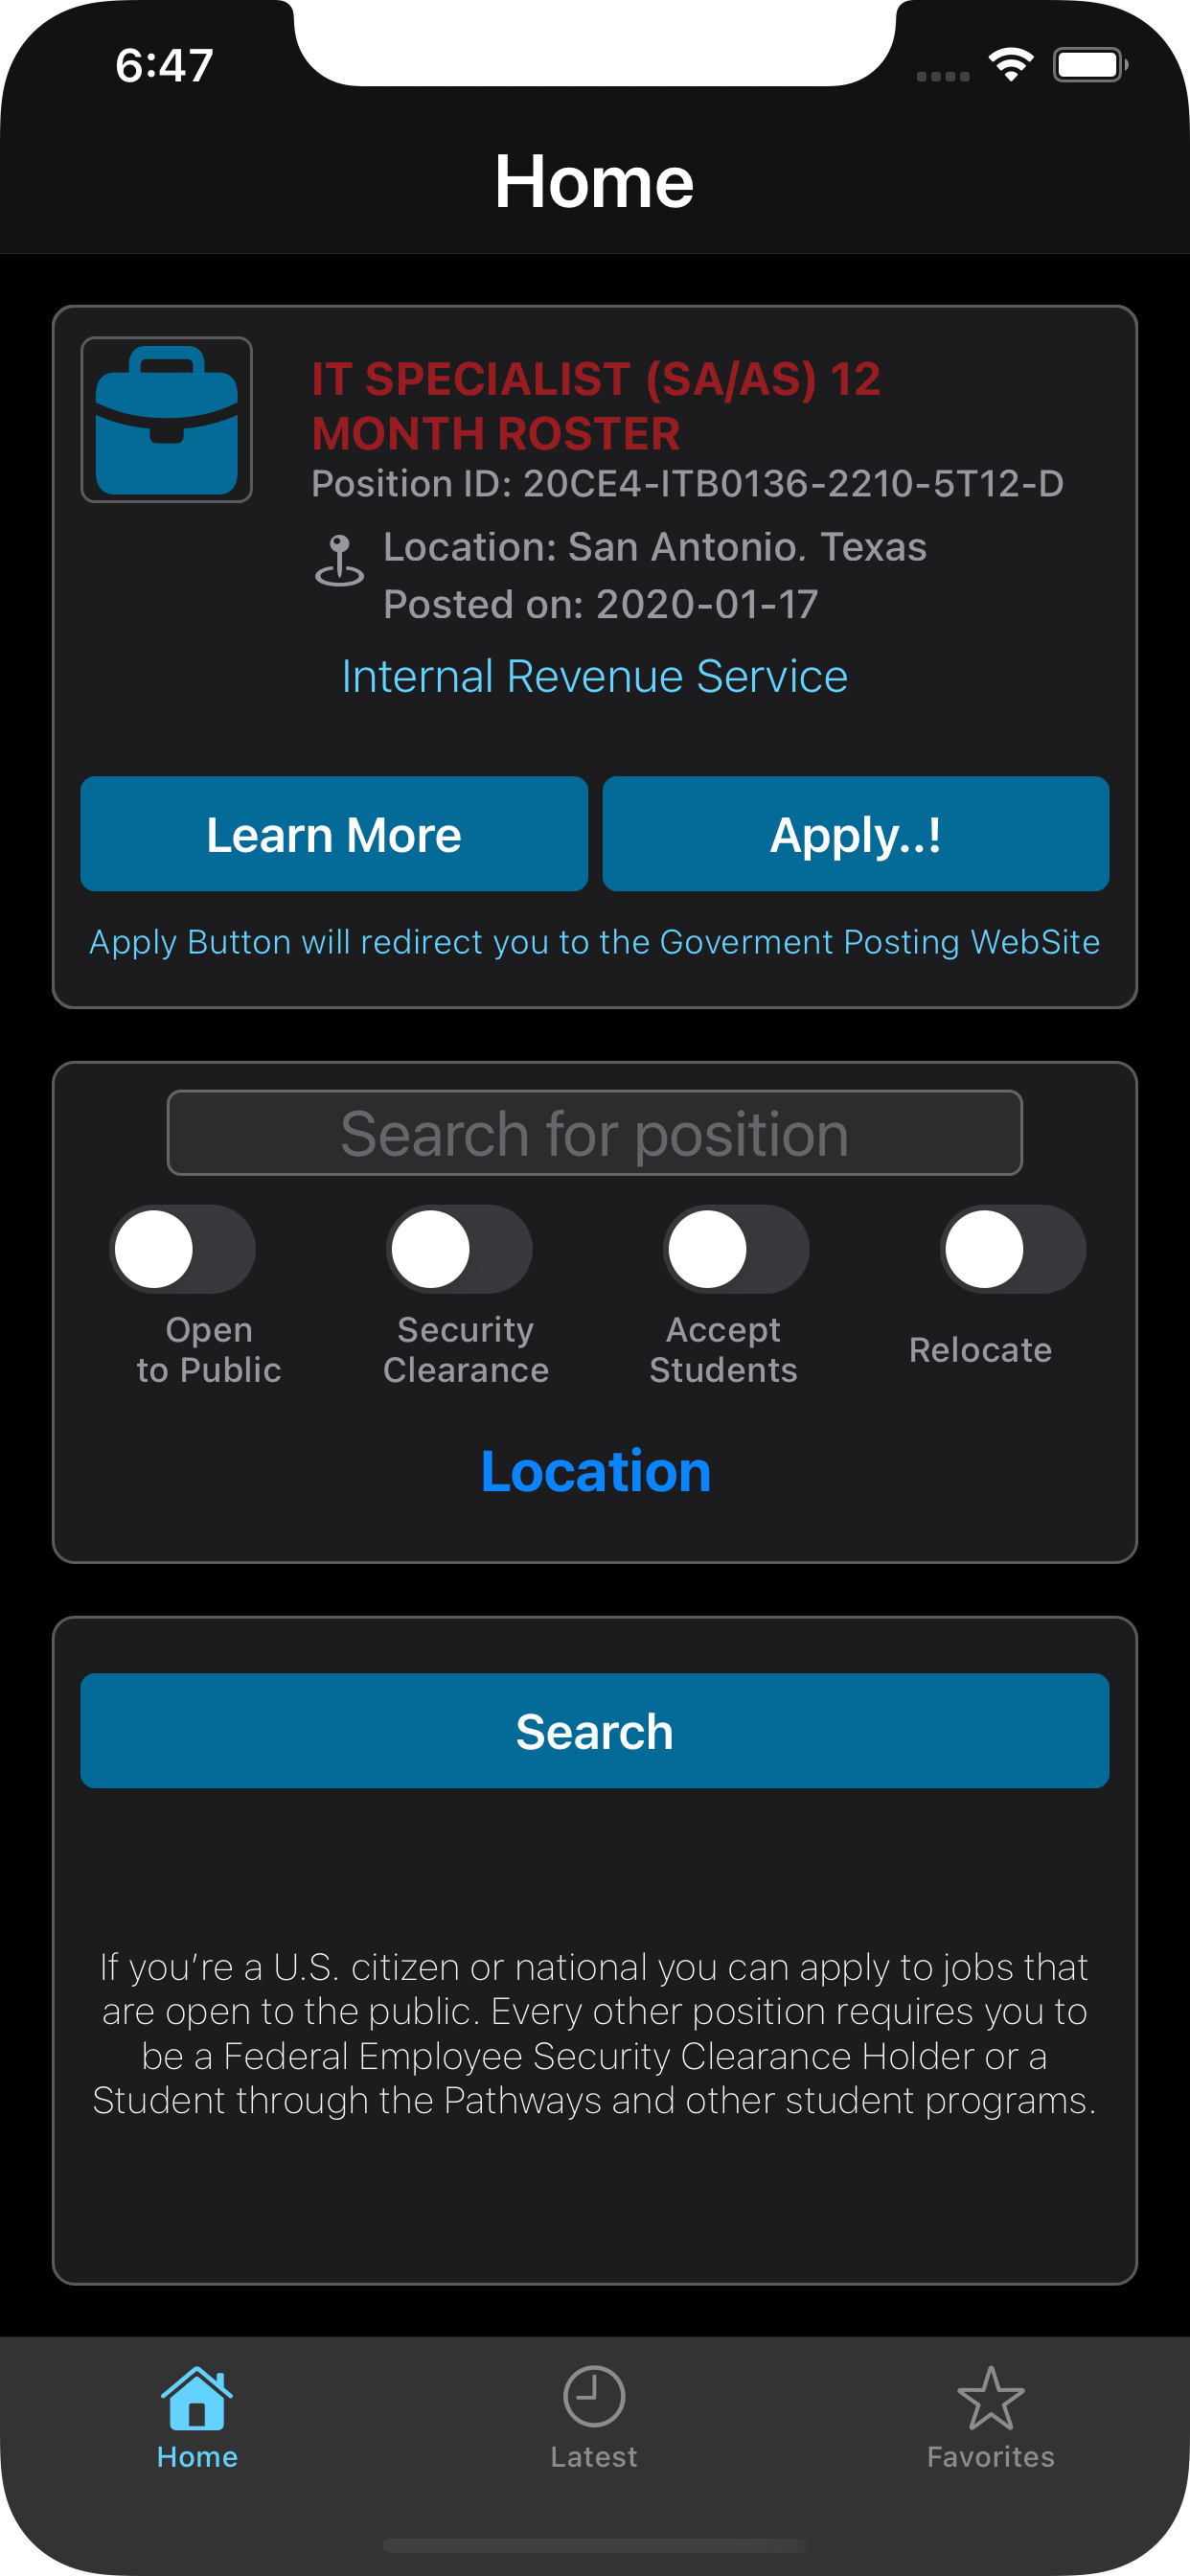 6:47
Home
IT SPECIALIST (SA/AS) 12
MONTH ROSTER
Position ID: 20CE4-ITB0136-2210-5T12-D
Location: San Antonio, Texas
Posted on: 2020-01-17
Internal Revenue Service
Learn More
Apply..!
Apply Button will redirect you to the Goverment Posting WebSite
Search for position
Open
to Public
Security
Clearance
Accept
Students
Relocate
Location
Search
If you’re a U.S. citizen or national you can apply to jobs that
are open to the public. Every other position requires you to
be a Federal Employee Security Clearance Holder or a
Student through the Pathways and other student programs.
Home
Latest
Favorites